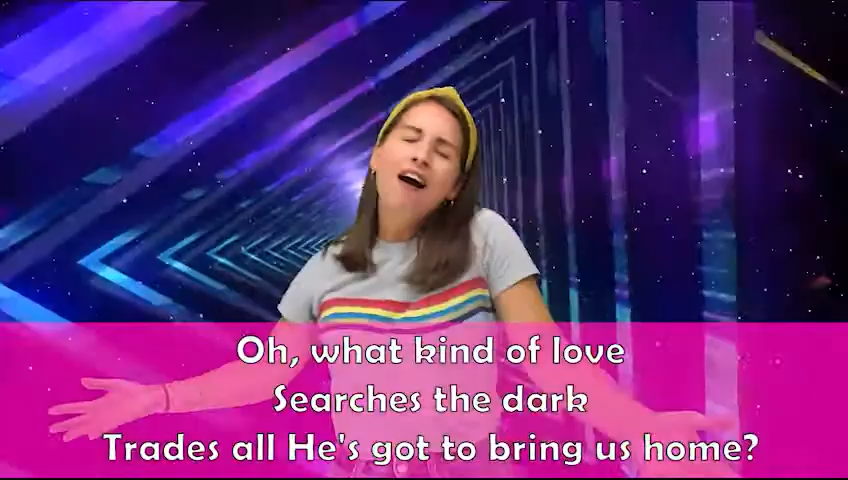 Oh, what kind of love
Searches the dark
Trades all He's got to bring us home?